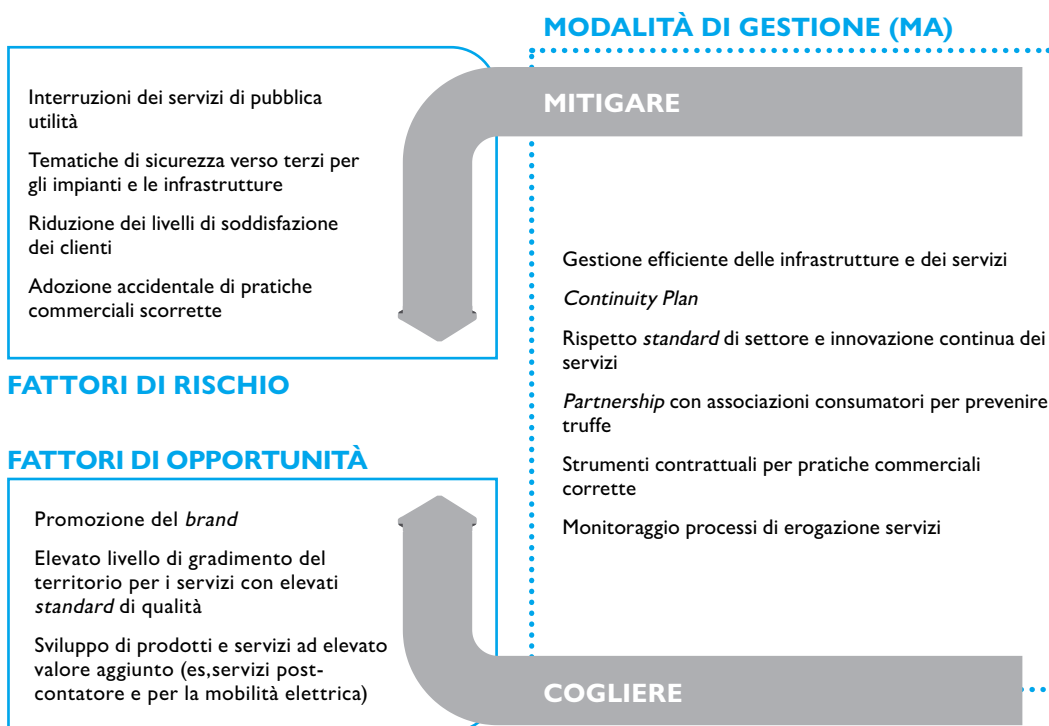 MODALITÀ DI GESTIONE (MA)
MITIGARE
Interruzioni dei servizi di pubblica
utilità
Tematiche di sicurezza verso terzi per
gli impianti e le infrastrutture
Riduzione dei livelli di soddisfazione
dei clienti
Adozione accidentale di pratiche
commerciali scorrette
FATTORI DI RISCHIO
FATTORI DI OPPORTUNITÀ
Promozione del brand
Elevato livello di gradimento del
territorio per i servizi con elevati
standard di qualità
Sviluppo di prodotti e servizi ad elevato
valore aggiunto (es,servizi post-
contatore e per la mobilità elettrica)
Gestione efficiente delle infrastrutture e dei servizi
Continuity Plan
Rispetto standard di settore e innovazione continua dei
servizi
Partnership con associazioni consumatori per prevenire
truffe
Strumenti contrattuali per pratiche commerciali
corrette
Monitoraggio processi di erogazione servizi
COGLIERE